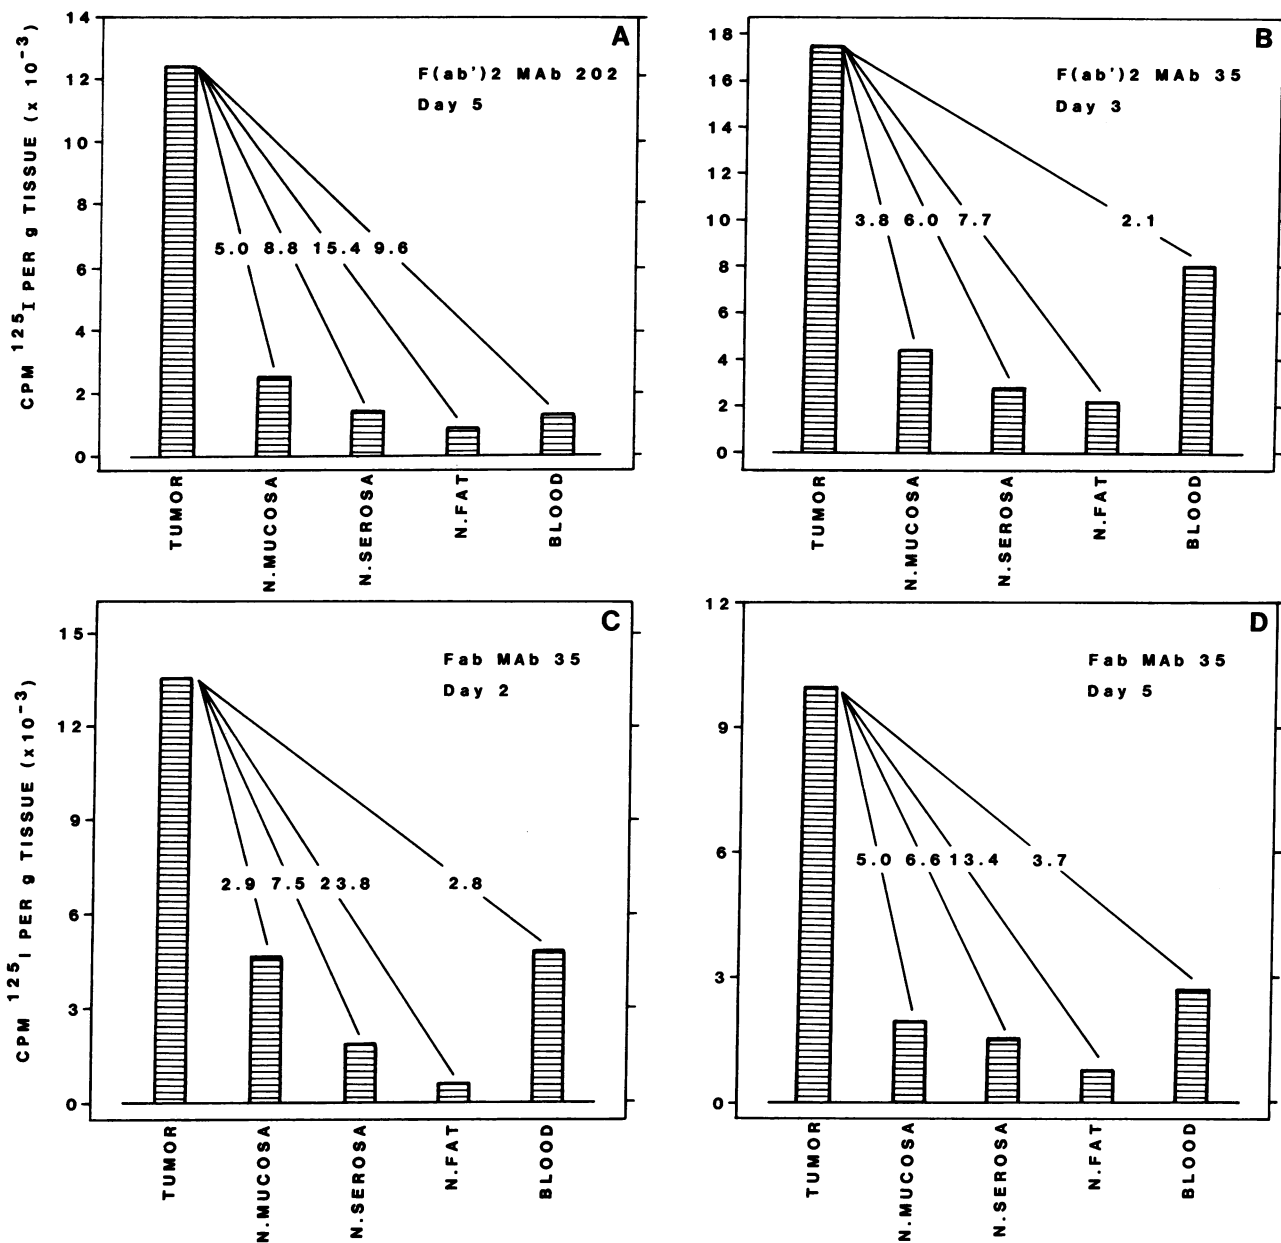 CPM 125I PER g TISSUE (x 10-3)
14
12
10
8
6
4
2
0
A
F(ab')2 MAb 202
Day 5
5.0 8.8 15.4 9.6
TUMOR
N.MUCOSA
N.SEROSA
N.FAT
BLOOD
18
16
14
12
10
8
6
4
2
0
B
F(ab')2 MAb 35
Day 3
3.8 6.0 7.7 2.1
TUMOR
N.MUCOSA
N.SEROSA
N.FAT
BLOOD
CPM 125I PER g TISSUE (x10-3)
15
12
9
6
3
0
C
Fab MAb 35
Day 2
2.9 7.5 23.8 2.8
TUMOR
N.MUCOSA
N.SEROSA
N.FAT
BLOOD
12
9
6
3
0
D
Fab MAb 35
Day 5
5.0 6.6 13.4 3.7
TUMOR
N.MUCOSA
N.SEROSA
N.FAT
BLOOD